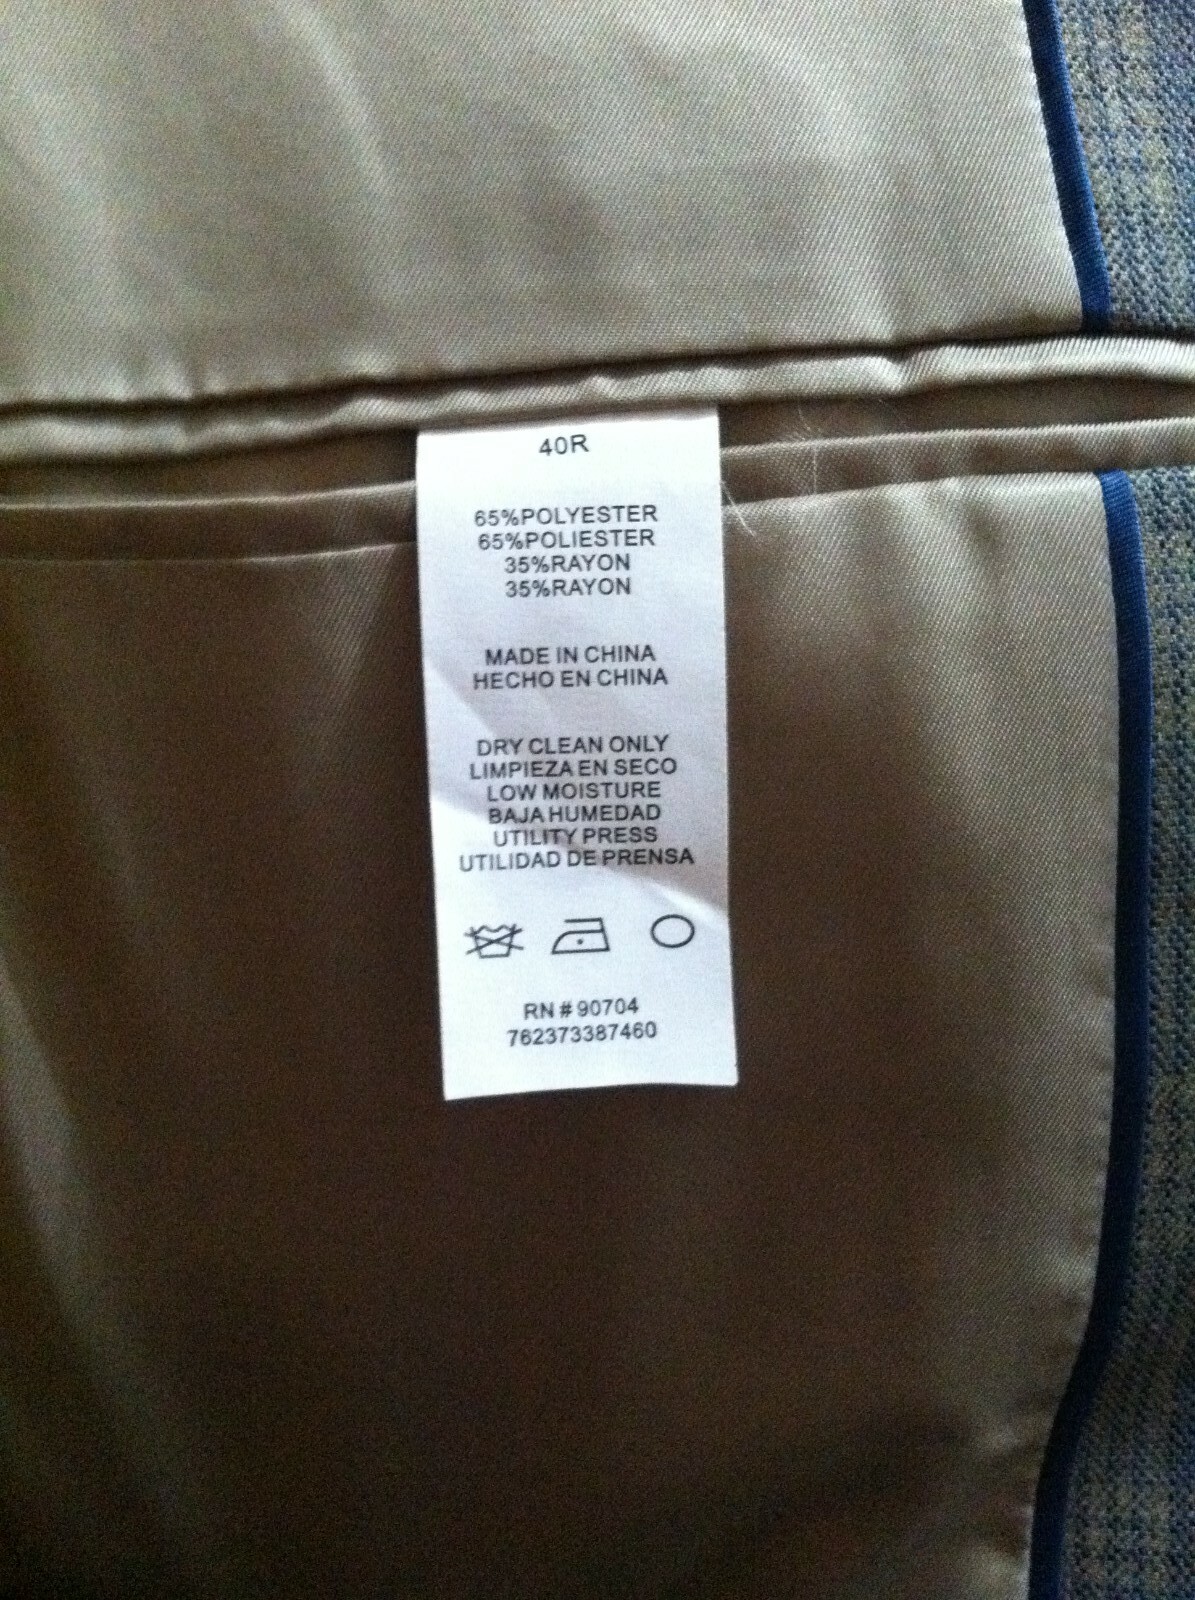 40R
65%POLYESTER
65%POLIESTER
35%RAYON
35%RAYON
MADE IN CHINA
HECHO EN CHINA
DRY CLEAN ONLY
LIMPIEZA EN SECO
LOW MOISTURE
BAJA HUMEDAD
UTILITY PRESS
UTILIDAD DE PRENSA
RN # 90704
762373387460